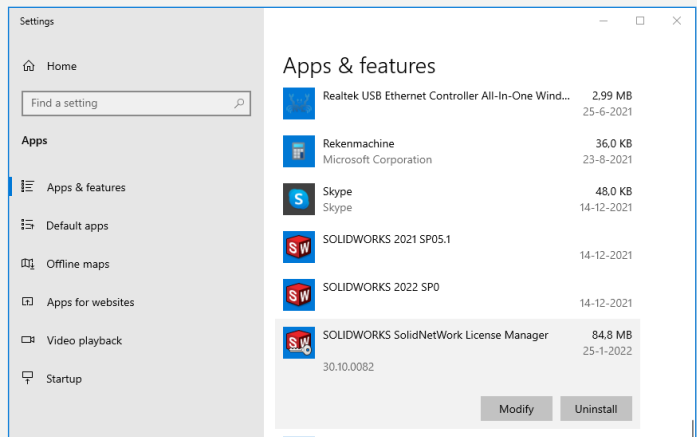 Settings
Home
Find a setting
Apps
Apps & features
Default apps
Offline maps
Apps for websites
Video playback
Startup
Apps & features
Realtek USB Ethernet Controller All-In-One Wind... 2,99 MB
25-6-2021
Rekenmachine 36,0 KB
Microsoft Corporation 23-8-2021
Skype 48,0 KB
Skype 14-12-2021
SOLIDWORKS 2021 SP05.1
14-12-2021
SOLIDWORKS 2022 SP0
14-12-2021
SOLIDWORKS SolidNetWork License Manager 84,8 MB
25-1-2022
30.10.0082
Modify Uninstall